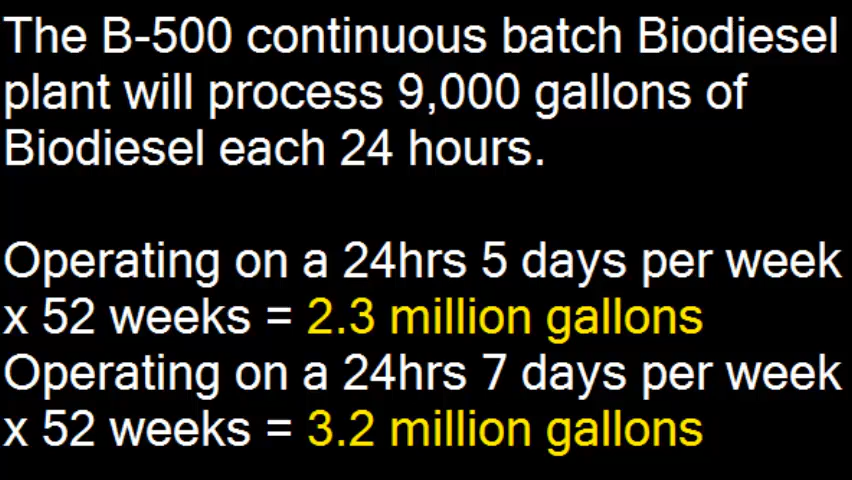 The B-500 continuous batch Biodiesel
plant will process 9,000 gallons of
Biodiesel each 24 hours.
Operating on a 24hrs 5 days per week
x 52 weeks = 2.3 million gallons
Operating on a 24hrs 7 days per week
x 52 weeks = 3.2 million gallons